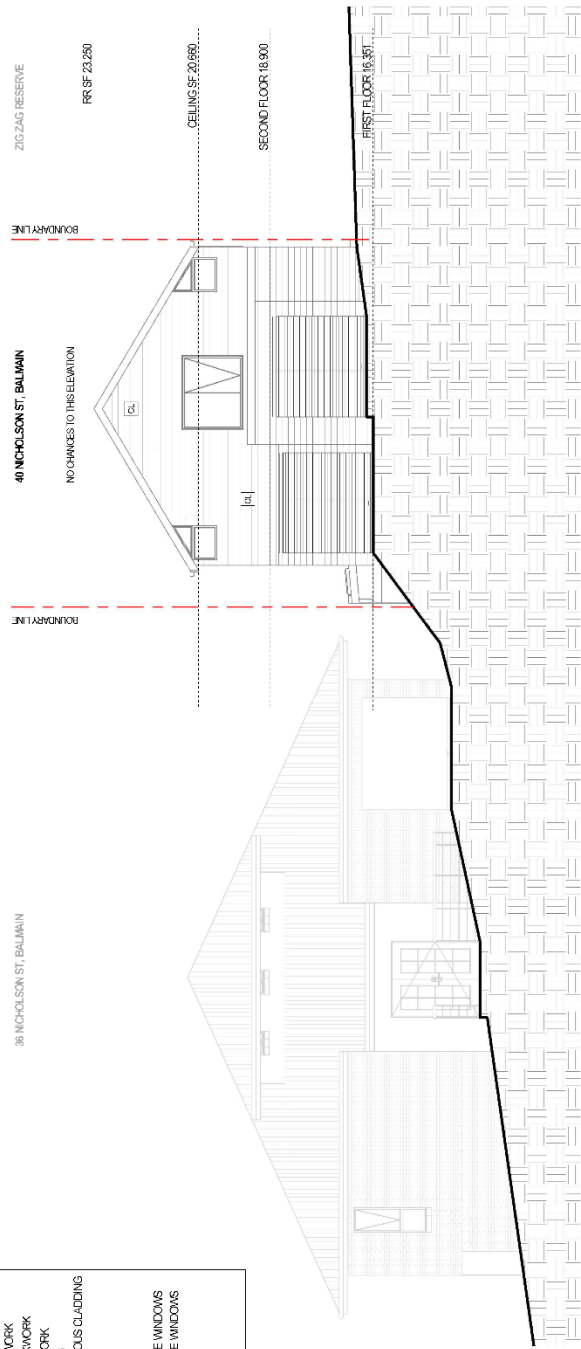 ZIG ZAG RESERVE
RR SF 23.250
CEILING SF 20.660
SECOND FLOOR 18.900
FIRST FLOOR 16.351
BOUNDARY LINE
40 NICHOLSON ST, BALMAIN
NO CHANGES TO THIS ELEVATION
CL
CL
BOUNDARY LINE
36 NICHOLSON ST, BALMAIN
WORK
WORK
ORK
OUS CLADDING
E WINDOWS
E WINDOWS